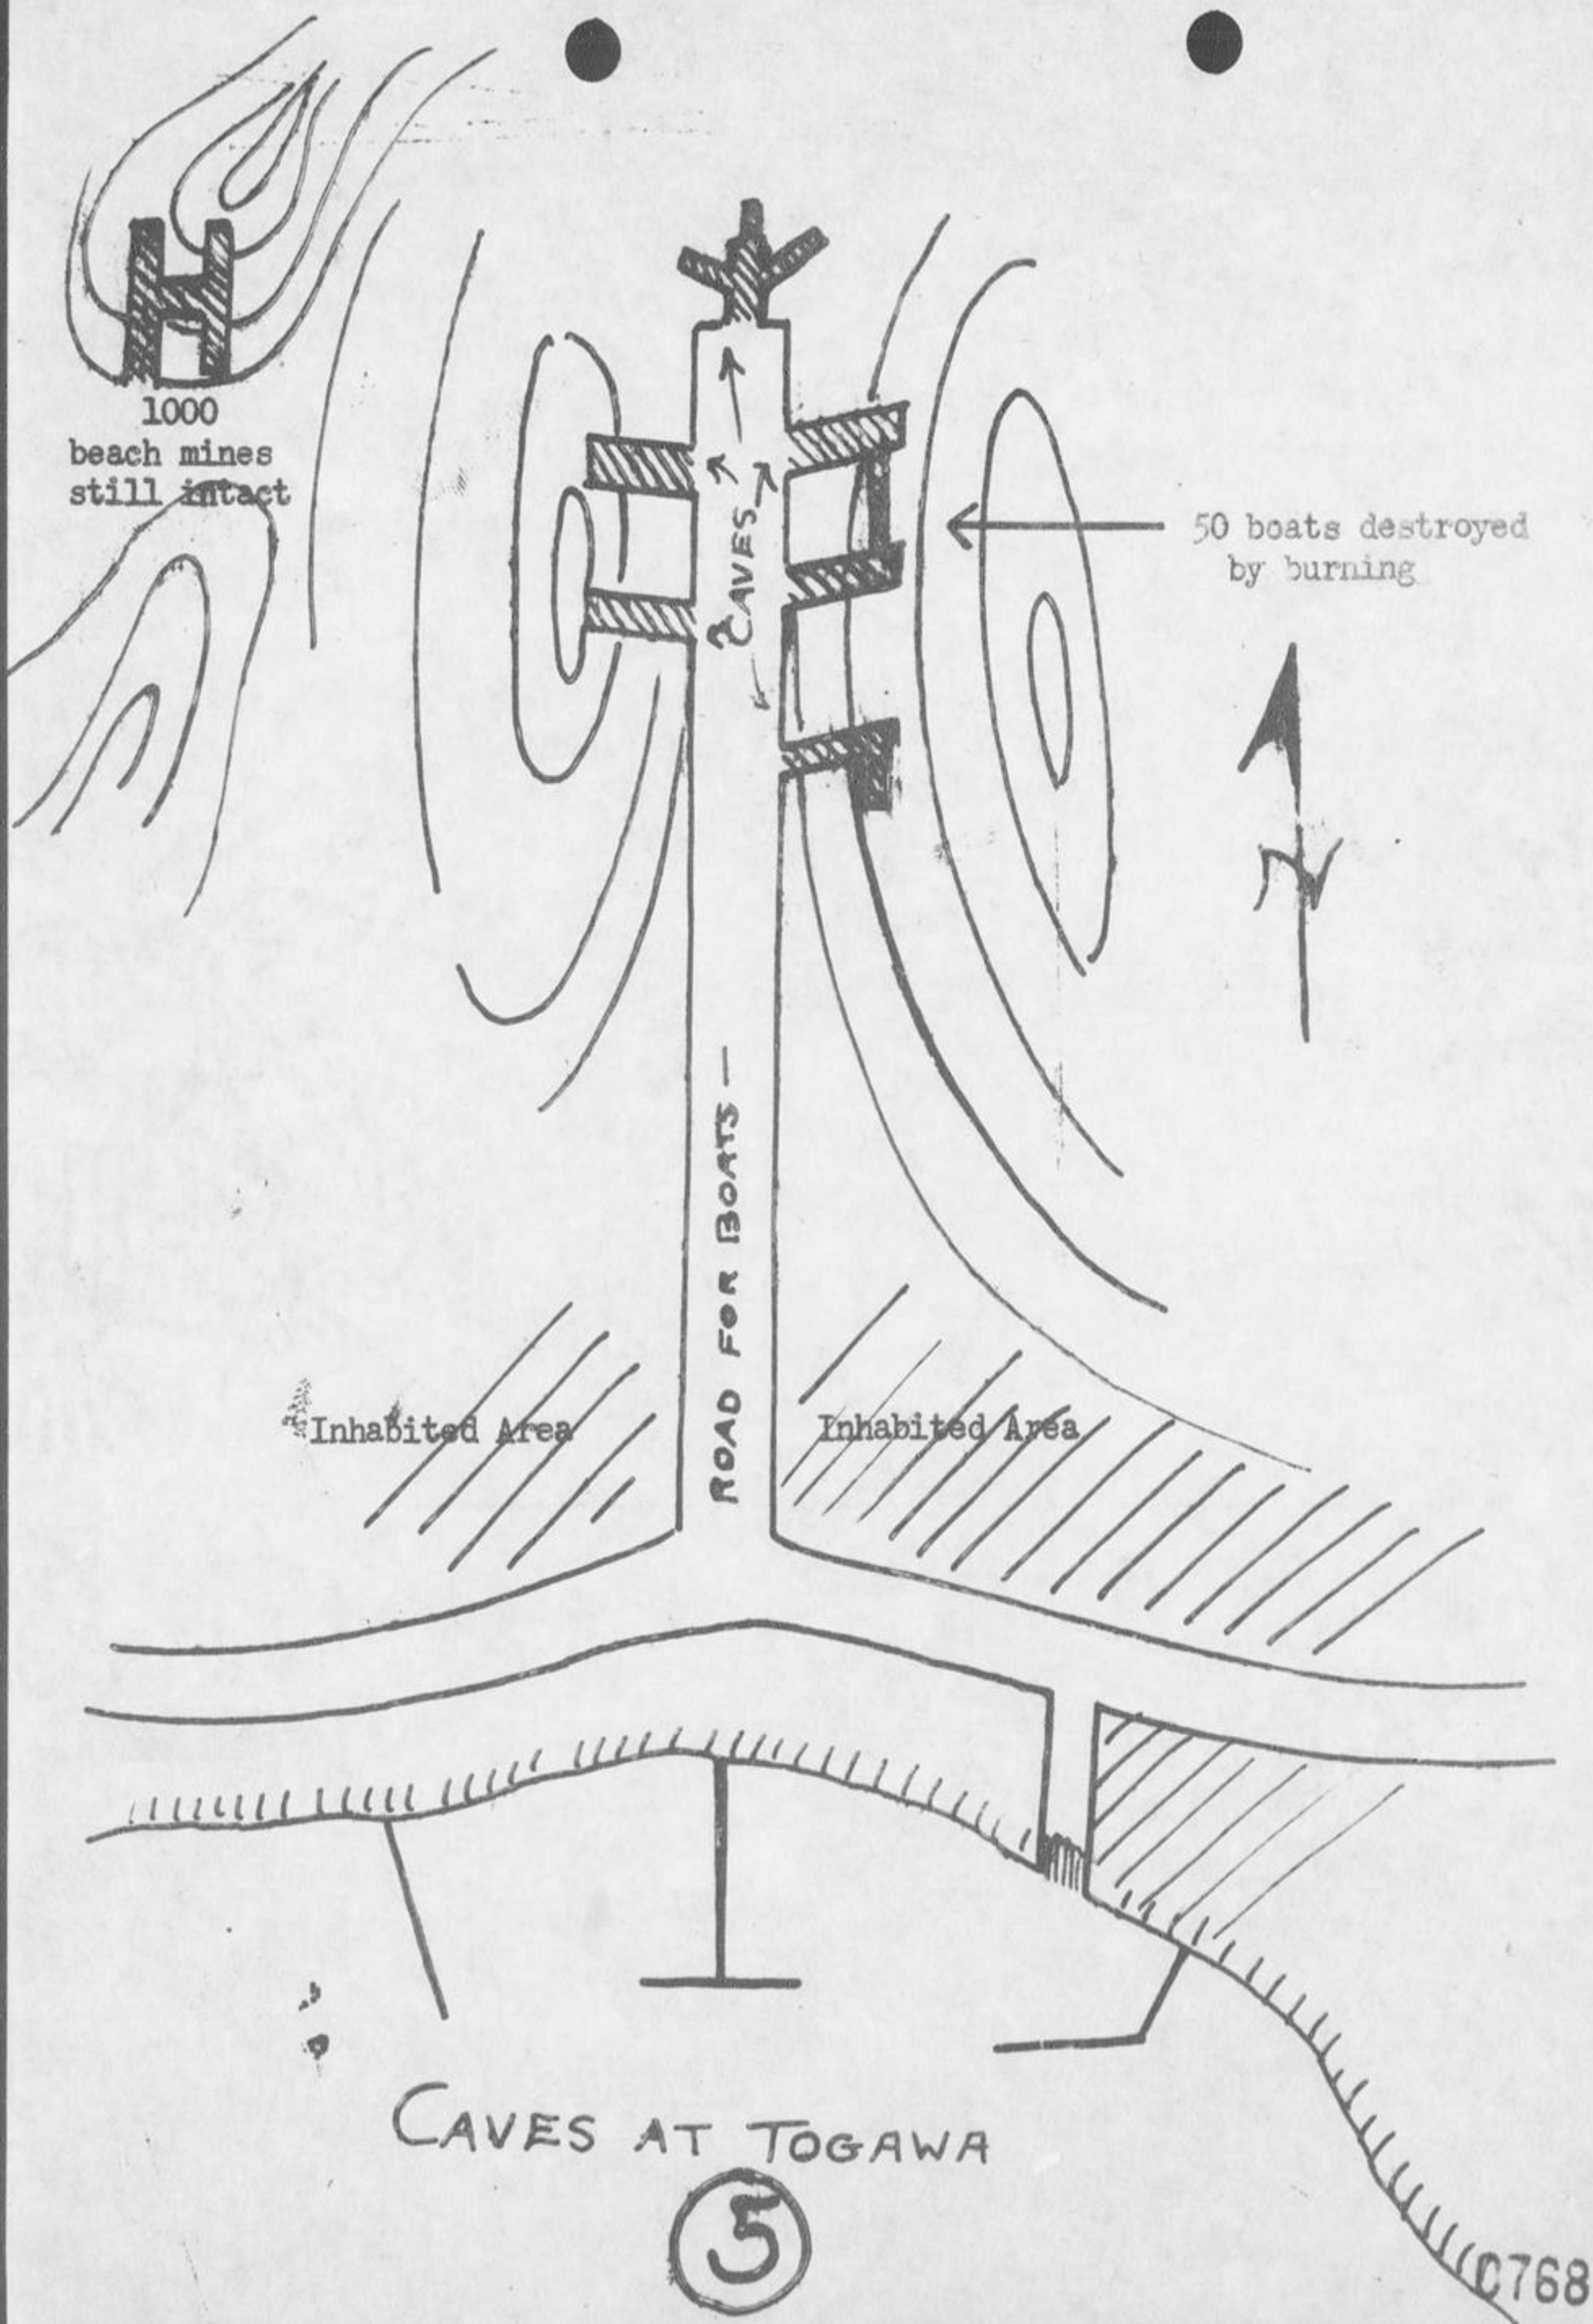 1000
beach mines
still intact
CAVES
50 boats destroyed
by burning
N
ROAD FOR BOATS —
Inhabited Area
Inhabited Area
CAVES AT TOGAWA
5
0768